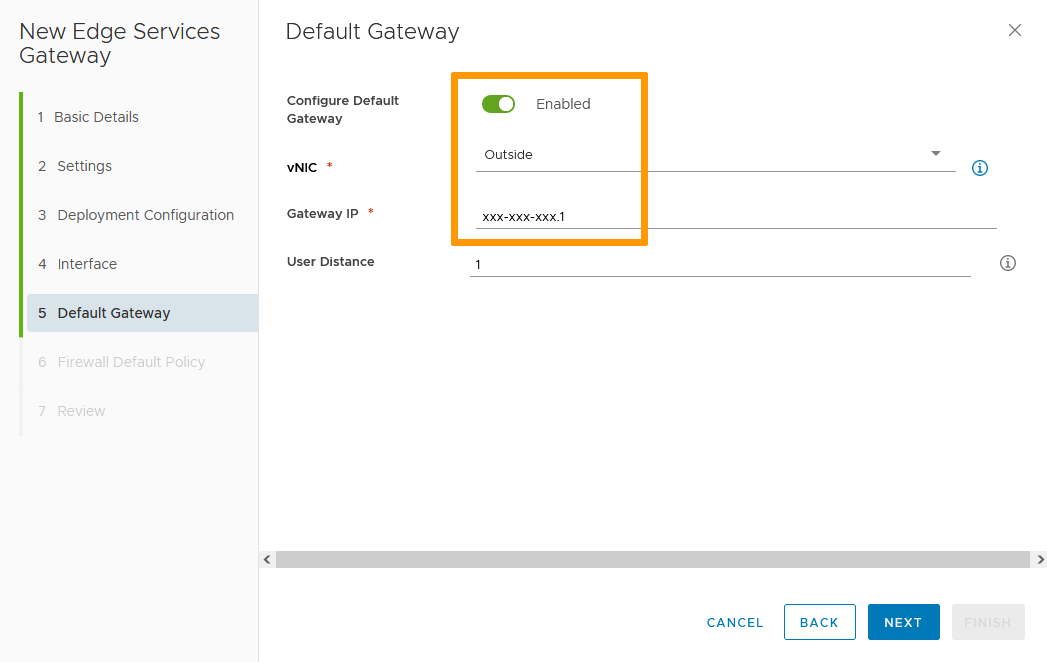 New Edge Services
Gateway
1 Basic Details
2 Settings
3 Deployment Configuration
4 Interface
5 Default Gateway
6 Firewall Default Policy
7 Review
Default Gateway
Configure Default
Gateway
Enabled
vNIC *
Outside
Gateway IP *
xxx-xxx-xxx.1
User Distance
1
CANCEL
BACK
NEXT
FINISH